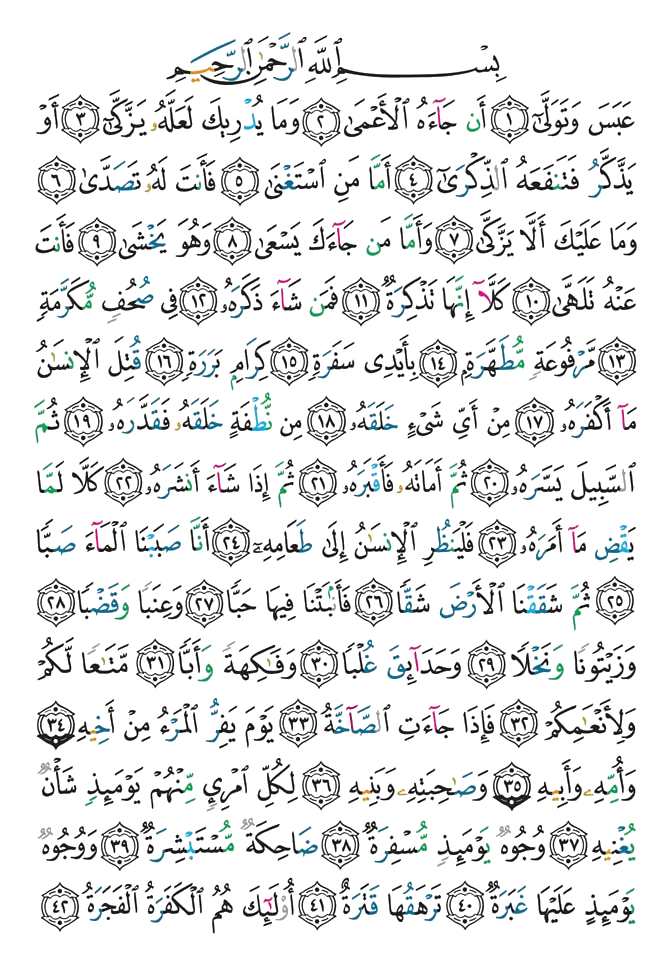 بِسْمِ ٱللَّهِ ٱلرَّحْمَٰنِ ٱلرَّحِيمِ
عَبَسَ وَتَوَلَّىٰٓ ١ أَن جَآءَهُ ٱلْأَعْمَىٰ ٢ وَمَا يُدْرِيكَ لَعَلَّهُۥ يَزَّكَّىٰٓ ٣ أَوْ
يَذَّكَّرُ فَتَنفَعَهُ ٱلذِّكْرَىٰٓ ٤ أَمَّا مَنِ ٱسْتَغْنَىٰ ٥ فَأَنتَ لَهُۥ تَصَدَّىٰ ٦
وَمَا عَلَيْكَ أَلَّا يَزَّكَّىٰ ٧ وَأَمَّا مَن جَآءَكَ يَسْعَىٰ ٨ وَهُوَ يَخْشَىٰ ٩ فَأَنتَ
عَنْهُ تَلَهَّىٰ ١٠ كَلَّآ إِنَّهَا تَذْكِرَةٌ ١١ فَمَن شَآءَ ذَكَرَهُۥ ١٢ فِى صُحُفٍ مُّكَرَّمَةٍ
١٣ مَّرْفُوعَةٍ مُّطَهَّرَةٍ ١٤ بِأَيْدِى سَفَرَةٍ ١٥ كِرَامٍ بَرَرَةٍ ١٦ قُتِلَ ٱلْإِنسَٰنُ
مَآ أَكْفَرَهُۥ ١٧ مِنْ أَىِّ شَىْءٍ خَلَقَهُۥ ١٨ مِن نُّطْفَةٍ خَلَقَهُۥ فَقَدَّرَهُۥ ١٩ ثُمَّ
ٱلسَّبِيلَ يَسَّرَهُۥ ٢٠ ثُمَّ أَمَاتَهُۥ فَأَقْبَرَهُۥ ٢١ ثُمَّ إِذَا شَآءَ أَنشَرَهُۥ ٢٢ كَلَّا لَمَّا
يَقْضِ مَآ أَمَرَهُۥ ٢٣ فَلْيَنظُرِ ٱلْإِنسَٰنُ إِلَىٰ طَعَامِهِۦٓ ٢٤ أَنَّا صَبَبْنَا ٱلْمَآءَ صَبًّا
٢٥ ثُمَّ شَقَقْنَا ٱلْأَرْضَ شَقًّا ٢٦ فَأَنۢبَتْنَا فِيهَا حَبًّا ٢٧ وَعِنَبًا وَقَضْبًا ٢٨
وَزَيْتُونًا وَنَخْلًا ٢٩ وَحَدَآئِقَ غُلْبًا ٣٠ وَفَٰكِهَةً وَأَبًّا ٣١ مَّتَٰعًا لَّكُمْ
وَلِأَنْعَٰمِكُمْ ٣٢ فَإِذَا جَآءَتِ ٱلصَّآخَّةُ ٣٣ يَوْمَ يَفِرُّ ٱلْمَرْءُ مِنْ أَخِيهِ ٣٤
وَأُمِّهِۦ وَأَبِيهِ ٣٥ وَصَٰحِبَتِهِۦ وَبَنِيهِ ٣٦ لِكُلِّ ٱمْرِئٍ مِّنْهُمْ يَوْمَئِذٍ شَأْنٌ
يُغْنِيهِ ٣٧ وُجُوهٌ يَوْمَئِذٍ مُّسْفِرَةٌ ٣٨ ضَاحِكَةٌ مُّسْتَبْشِرَةٌ ٣٩ وَوُجُوهٌ
يَوْمَئِذٍ عَلَيْهَا غَبَرَةٌ ٤٠ تَرْهَقُهَا قَتَرَةٌ ٤١ أُو۟لَٰٓئِكَ هُمُ ٱلْكَفَرَةُ ٱلْفَجَرَةُ ٤٢